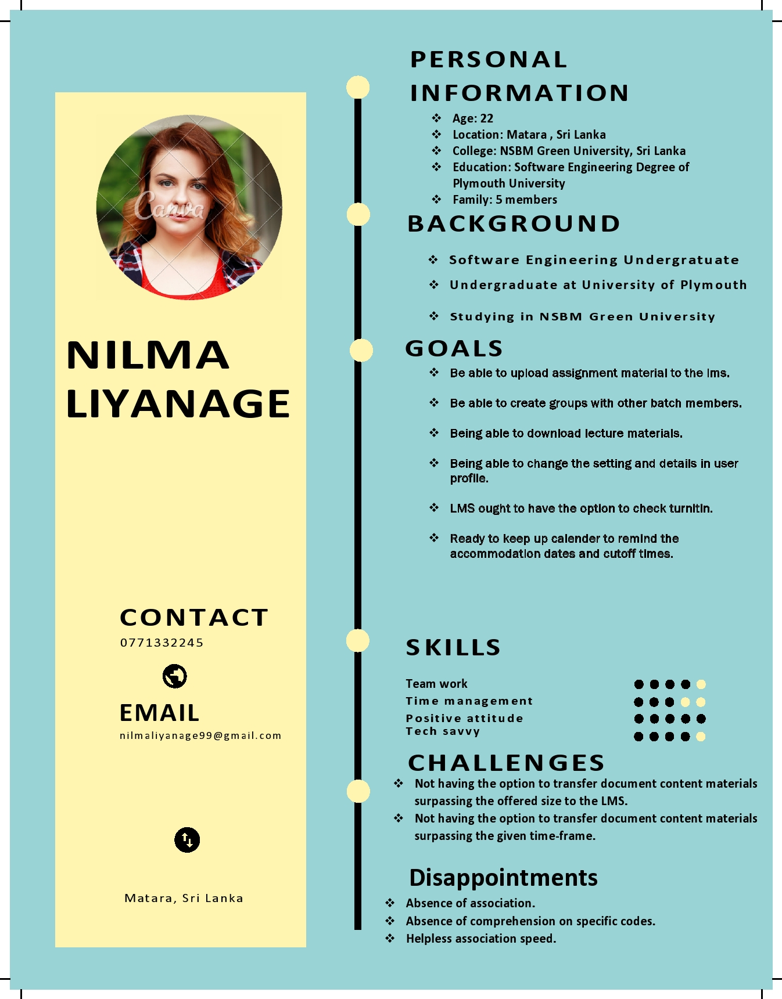 Canva
NILMA
LIYANAGE
CONTACT
0771332245
EMAIL
nilmaliyanage99@gmail.com
Matara, Sri Lanka
PERSONAL
INFORMATION
❖ Age: 22
❖ Location: Matara , Sri Lanka
❖ College: NSBM Green University, Sri Lanka
❖ Education: Software Engineering Degree of
Plymouth University
❖ Family: 5 members
BACKGROUND
❖ Software Engineering Undergratuate
❖ Undergraduate at University of Plymouth
❖ Studying in NSBM Green University
GOALS
❖ Be able to upload assignment material to the lms.
❖ Be able to create groups with other batch members.
❖ Being able to download lecture materials.
❖ Being able to change the setting and details in user
profile.
❖ LMS ought to have the option to check turnitin.
❖ Ready to keep up calender to remind the
accommodation dates and cutoff times.
SKILLS
Team work
Time management
Positive attitude
Tech savvy
CHALLENGES
❖ Not having the option to transfer document content materials
surpassing the offered size to the LMS.
❖ Not having the option to transfer document content materials
surpassing the given time-frame.
Disappointments
❖ Absence of association.
❖ Absence of comprehension on specific codes.
❖ Helpless association speed.